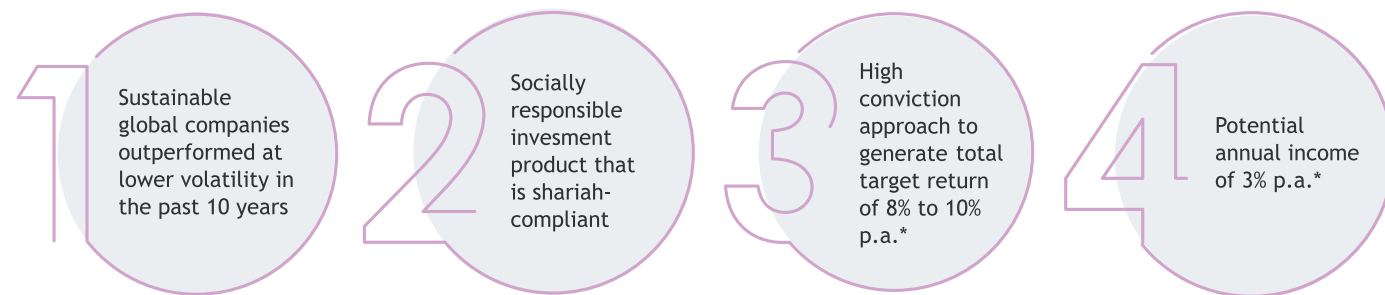 1
Sustainable
global companies
outperformed at
lower volatility in
the past 10 years
2
Socially
responsible
invesment
product that
is shariah-
compliant
3
High
conviction
approach to
generate total
target return
of 8% to 10%
p.a.*
4
Potential
annual income
of 3% p.a.*